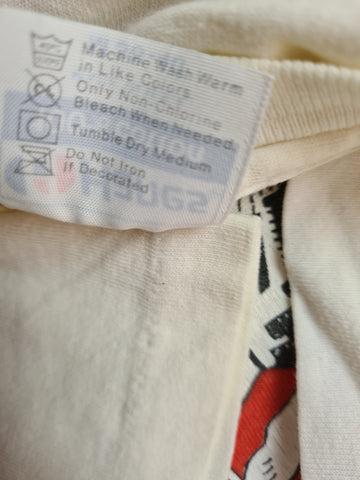 Machine Wash Warm
in Like Colors
Only Non-Chlorine
Bleach When Needed
Tumble Dry Medium
Do Not Iron
If Decorated
Hanes